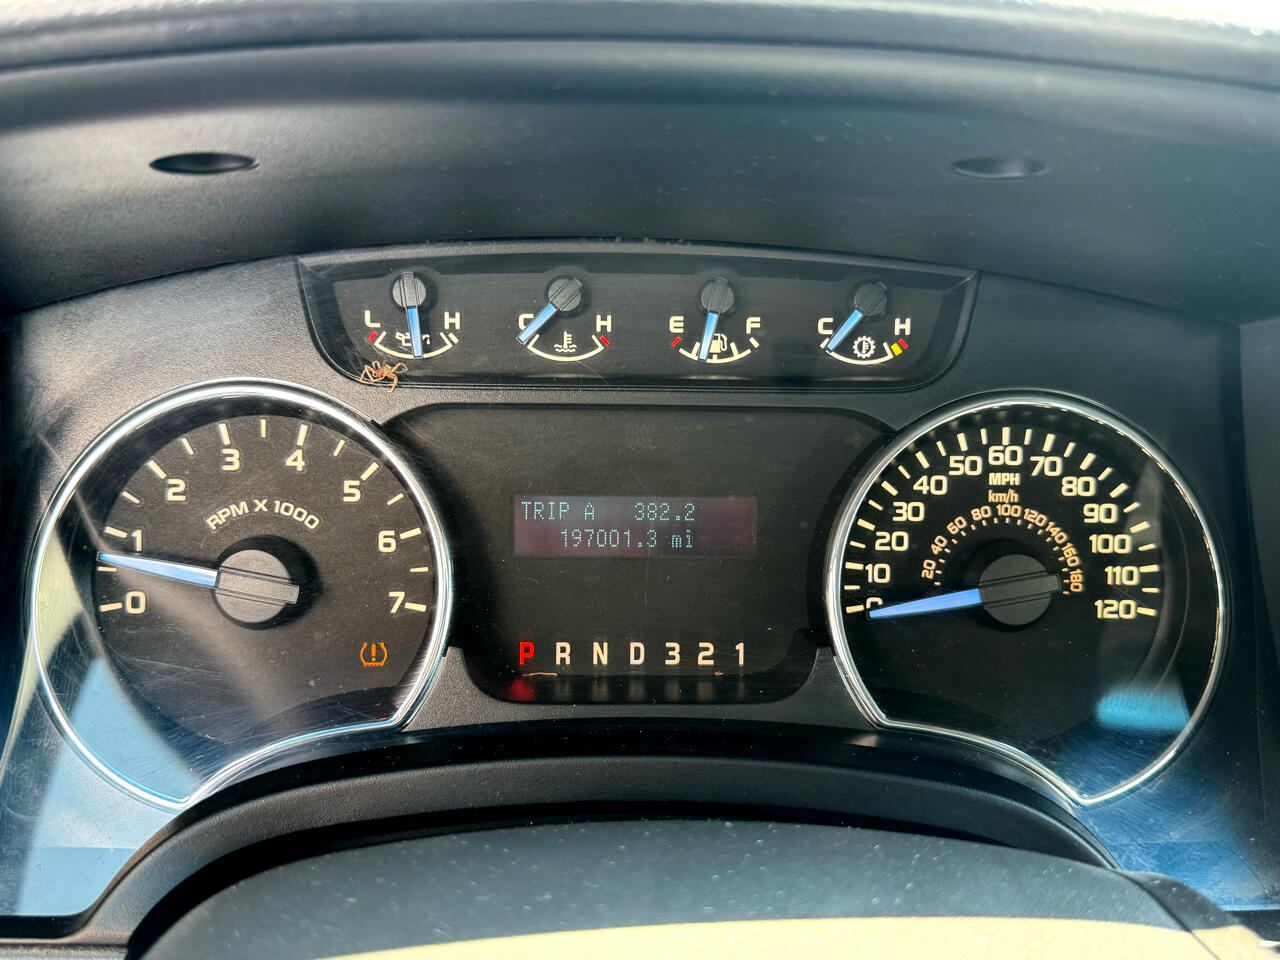 L H
C H
E F
C H
0 1 2 3 4 5 6 7
RPM X 1000
TRIP A 382.2
197001.3 mi
P R N D 3 2 1
0 10 20 30 40 50 60 70 80 90 100 110 120
MPH
km/h
20 40 60 80 100 120 140 160 180